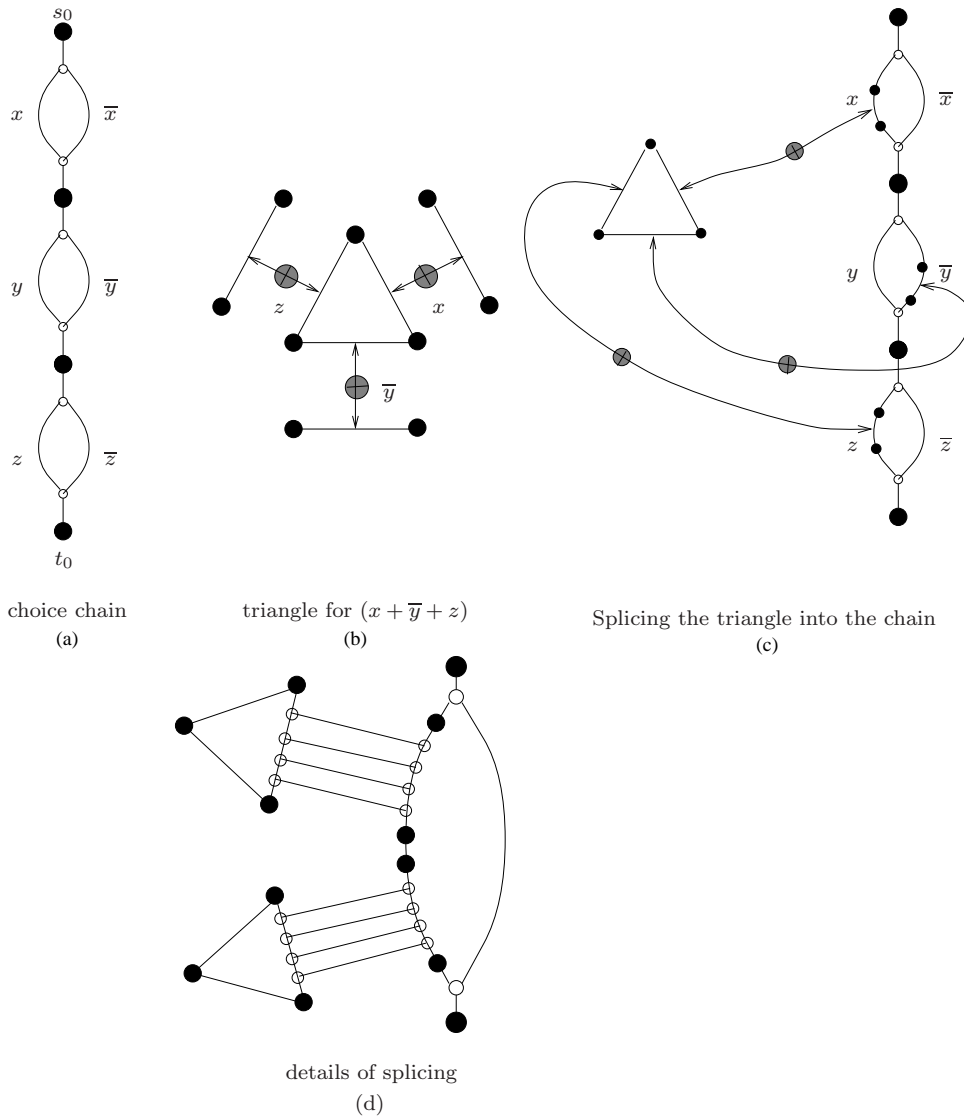 s₀
x x̅
y y̅
z z̅
t₀
choice chain
(a)
z x
y̅
triangle for (x + y̅ + z)
(b)
x x̅
y y̅
z z̅
Splicing the triangle into the chain
(c)
details of splicing
(d)